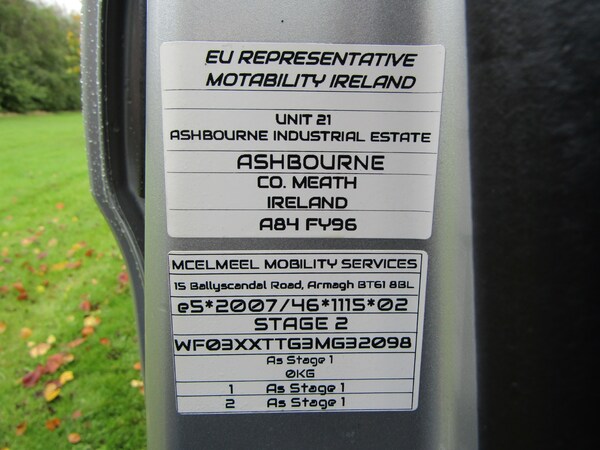 EU REPRESENTATIVE
MOTABILITY IRELAND
UNIT 21
ASHBOURNE INDUSTRIAL ESTATE
ASHBOURNE
CO. MEATH
IRELAND
A84 FY96
MCELMEEL MOBILITY SERVICES
15 Ballyscandal Road, Armagh BT61 8BL
e5*2007/46*1115*02
STAGE 2
WF03XXTTG3MG32098
As Stage 1
0KG
1 As Stage 1
2 As Stage 1